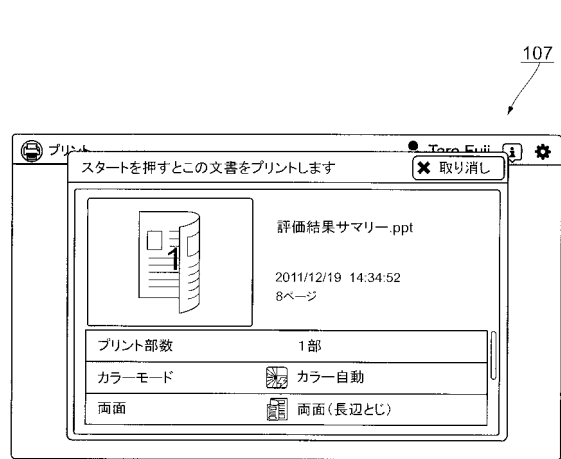 107
プリント
Taro Fuji
スタートを押すとこの文書をプリントします
取り消し
1
評価結果サマリー.ppt
2011/12/19 14:34:52
8ページ
プリント部数 1部
カラーモード カラー自動
両面 両面(長辺とじ)